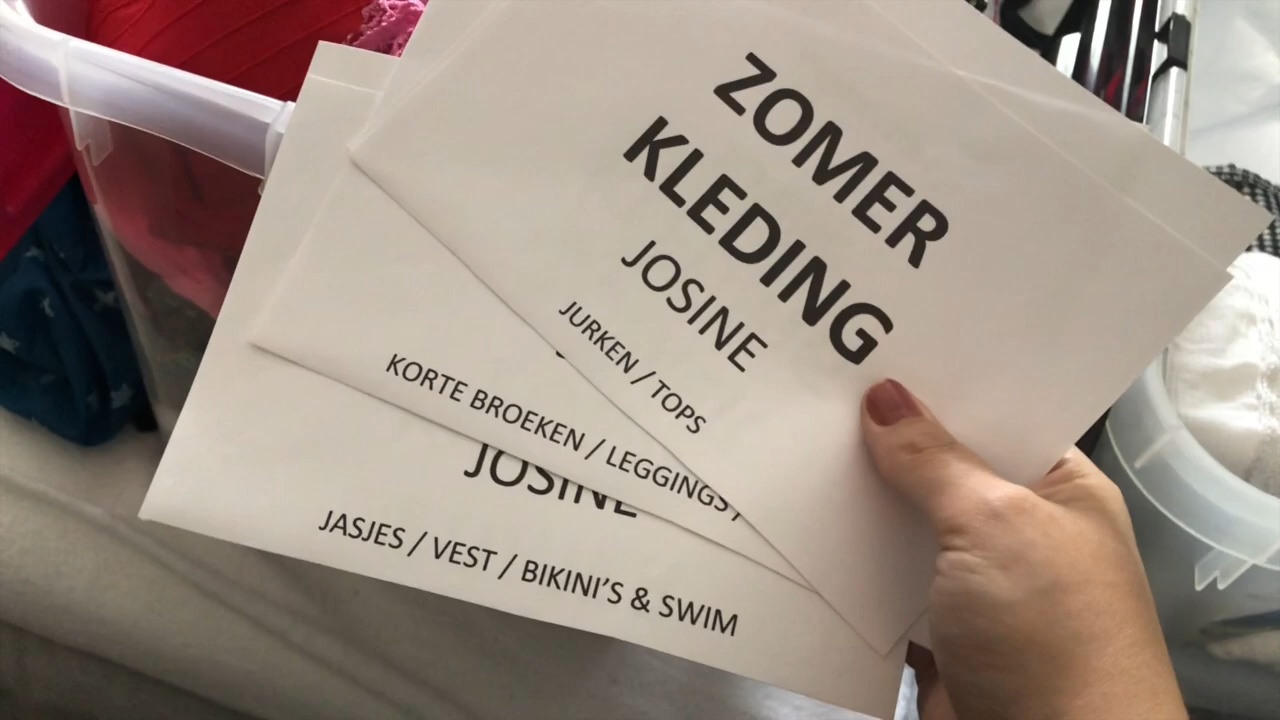 ZOMER
KLEDING
JOSINE
JURKEN / TOPS
KORTE BROEKEN / LEGGINGS /
JOSINE
JASJES / VEST / BIKINI'S & SWIM